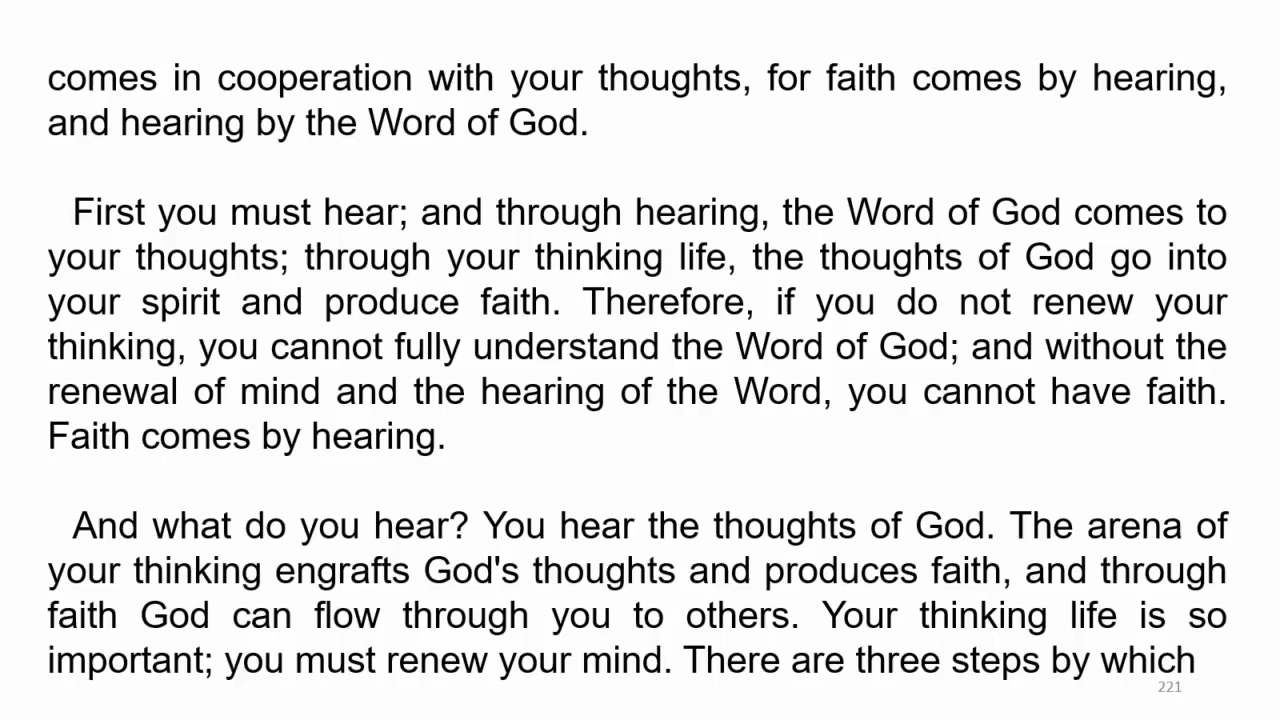 comes in cooperation with your thoughts, for faith comes by hearing,
and hearing by the Word of God.
First you must hear; and through hearing, the Word of God comes to
your thoughts; through your thinking life, the thoughts of God go into
your spirit and produce faith. Therefore, if you do not renew your
thinking, you cannot fully understand the Word of God; and without the
renewal of mind and the hearing of the Word, you cannot have faith.
Faith comes by hearing.
And what do you hear? You hear the thoughts of God. The arena of
your thinking engrafts God's thoughts and produces faith, and through
faith God can flow through you to others. Your thinking life is so
important; you must renew your mind. There are three steps by which
221